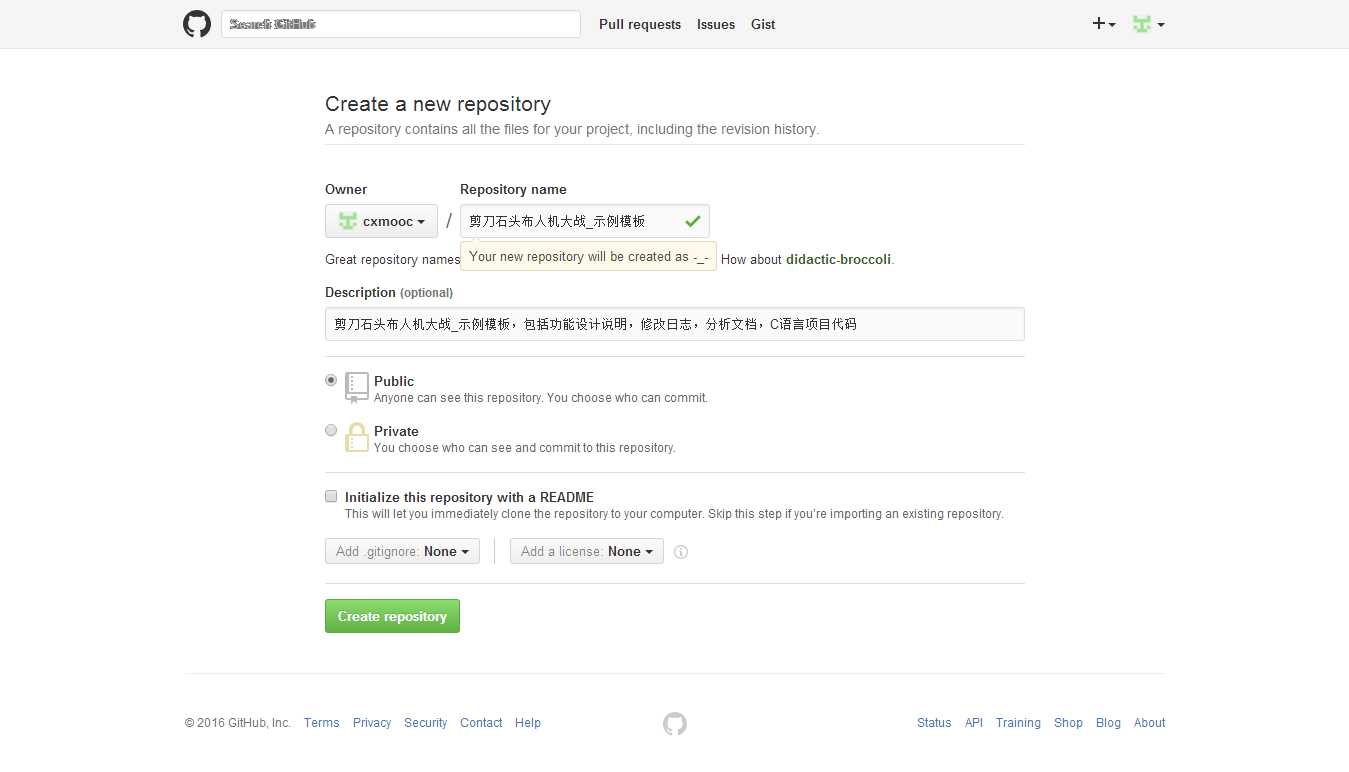 Search GitHub
Pull requests
Issues
Gist
Create a new repository
A repository contains all the files for your project, including the revision history.
Owner
Repository name
cxmooc
/
剪刀石头布人机大战_示例模板
Great repository names
Your new repository will be created as -_-
How about didactic-broccoli.
Description (optional)
剪刀石头布人机大战_示例模板，包括功能设计说明，修改日志，分析文档，C语言项目代码
Public
Anyone can see this repository. You choose who can commit.
Private
You choose who can see and commit to this repository.
Initialize this repository with a README
This will let you immediately clone the repository to your computer. Skip this step if you're importing an existing repository.
Add .gitignore: None
Add a license: None
Create repository
© 2016 GitHub, Inc.
Terms
Privacy
Security
Contact
Help
Status
API
Training
Shop
Blog
About